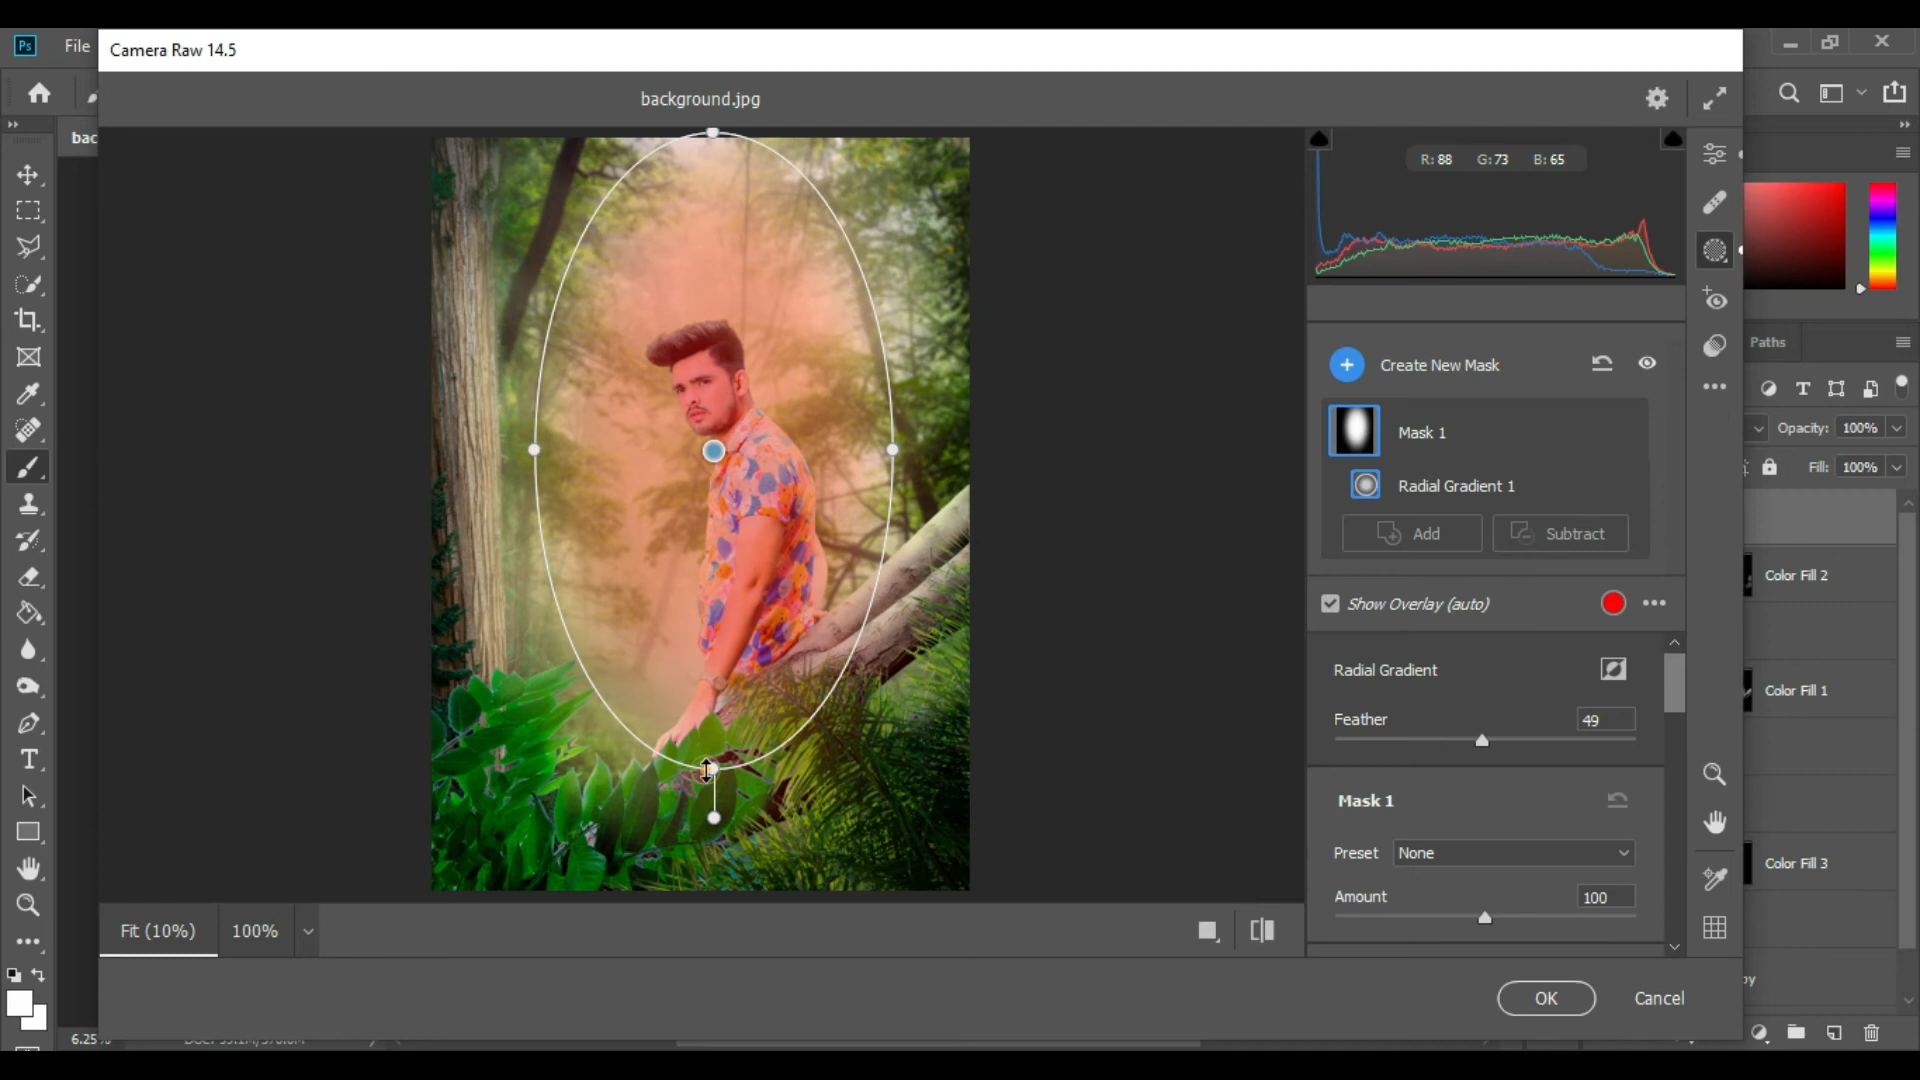 Ps
File
Camera Raw 14.5
background.jpg
bac
R: 88 G: 73 B: 65
Create New Mask
Mask 1
Radial Gradient 1
Add
Subtract
Show Overlay (auto)
Radial Gradient
Feather
49
Mask 1
Preset
None
Amount
100
Paths
Opacity: 100%
Fill: 100%
Color Fill 2
Color Fill 1
Color Fill 3
py
Fit (10%)
100%
OK
Cancel
6.25%